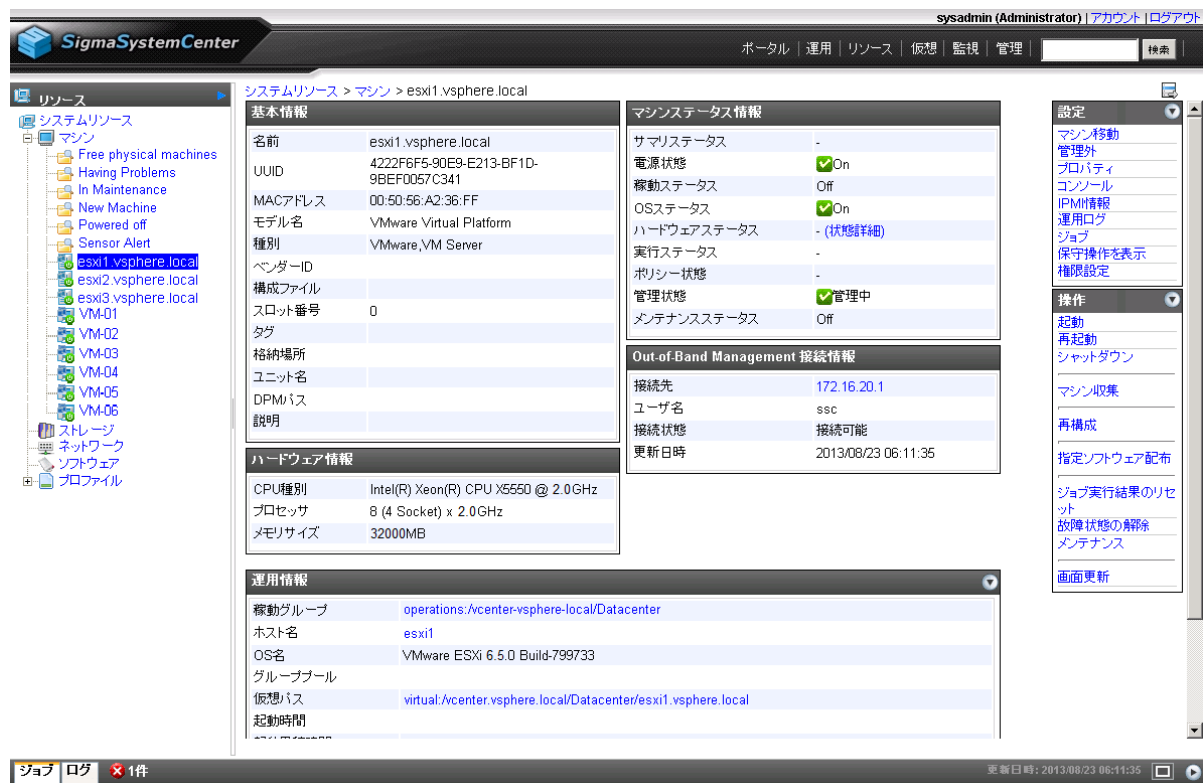 sysadmin (Administrator) | アカウント | ログアウト
SigmaSystemCenter
ポータル | 運用 | リソース | 仮想 | 監視 | 管理 |
検索
リソース
システムリソース
マシン
Free physical machines
Having Problems
In Maintenance
New Machine
Powered off
Sensor Alert
esxi1.vsphere.local
esxi2.vsphere.local
esxi3.vsphere.local
VM-01
VM-02
VM-03
VM-04
VM-05
VM-06
ストレージ
ネットワーク
ソフトウェア
プロファイル
システムリソース > マシン > esxi1.vsphere.local
基本情報
名前 esxi1.vsphere.local
UUID 4222F6F5-90E9-E213-BF1D-
9BEF0057C341
MACアドレス 00:50:56:A2:36:FF
モデル名 VMware Virtual Platform
種別 VMware,VM Server
ベンダーID
構成ファイル
スロット番号 0
タグ
格納場所
ユニット名
DPMパス
説明
ハードウェア情報
CPU種別 Intel(R) Xeon(R) CPU X5550 @ 2.0GHz
プロセッサ 8 (4 Socket) x 2.0GHz
メモリサイズ 32000MB
マシンステータス情報
サマリステータス -
電源状態 On
稼動ステータス Off
OSステータス On
ハードウェアステータス - (状態詳細)
実行ステータス -
ポリシー状態 -
管理状態 管理中
メンテナンスステータス Off
Out-of-Band Management 接続情報
接続先 172.16.20.1
ユーザ名 ssc
接続状態 接続可能
更新日時 2013/08/23 06:11:35
運用情報
稼動グループ operations:/vcenter-vsphere-local/Datacenter
ホスト名 esxi1
OS名 VMware ESXi 6.5.0 Build-799733
グループプール
仮想パス virtual:/vcenter.vsphere.local/Datacenter/esxi1.vsphere.local
起動時間
設定
マシン移動
管理外
プロパティ
コンソール
IPMI情報
運用ログ
ジョブ
保守操作を表示
権限設定
操作
起動
再起動
シャットダウン
マシン収集
再構成
指定ソフトウェア配布
ジョブ実行結果のリセ
ット
故障状態の解除
メンテナンス
画面更新
ジョブ ログ 1件
更新日時: 2013/08/23 06:11:35